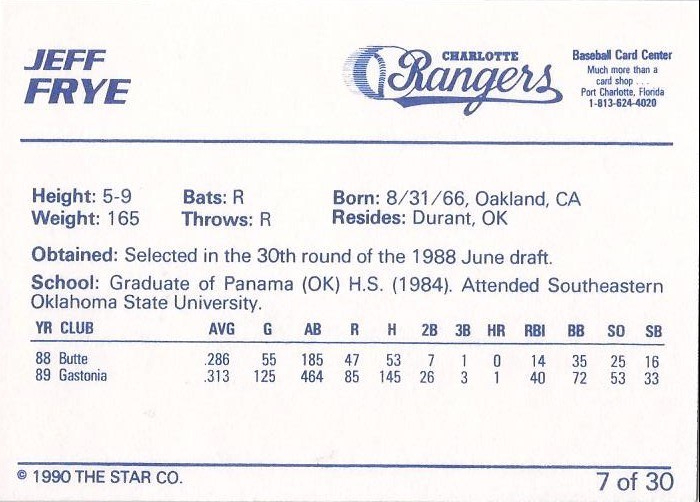 JEFF
FRYE
CHARLOTTE
Rangers
Baseball Card Center
Much more than a
card shop . . .
Port Charlotte, Florida
1-813-624-4020
Height: 5-9 Bats: R Born: 8/31/66, Oakland, CA
Weight: 165 Throws: R Resides: Durant, OK
Obtained: Selected in the 30th round of the 1988 June draft.
School: Graduate of Panama (OK) H.S. (1984). Attended Southeastern
Oklahoma State University.
YR CLUB AVG G AB R H 2B 3B HR RBI BB SO SB
88 Butte .286 55 185 47 53 7 1 0 14 35 25 16
89 Gastonia .313 125 464 85 145 26 3 1 40 72 53 33
© 1990 THE STAR CO. 7 of 30